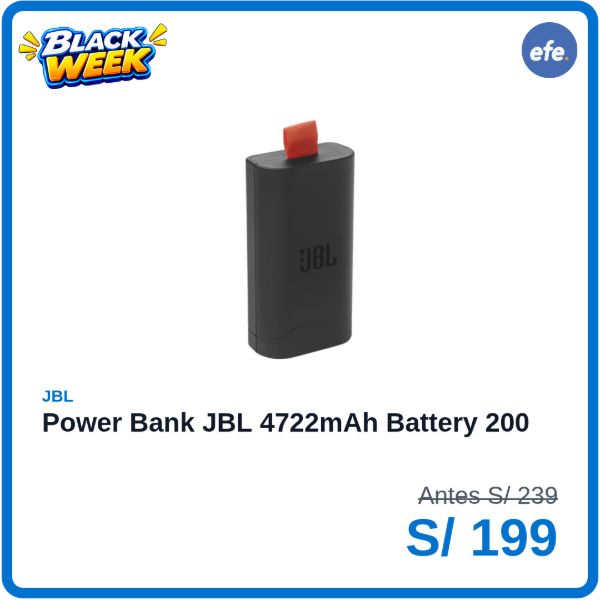 BLACK
WEEK
efe.
JBL
JBL
Power Bank JBL 4722mAh Battery 200
Antes S/ 239
S/ 199